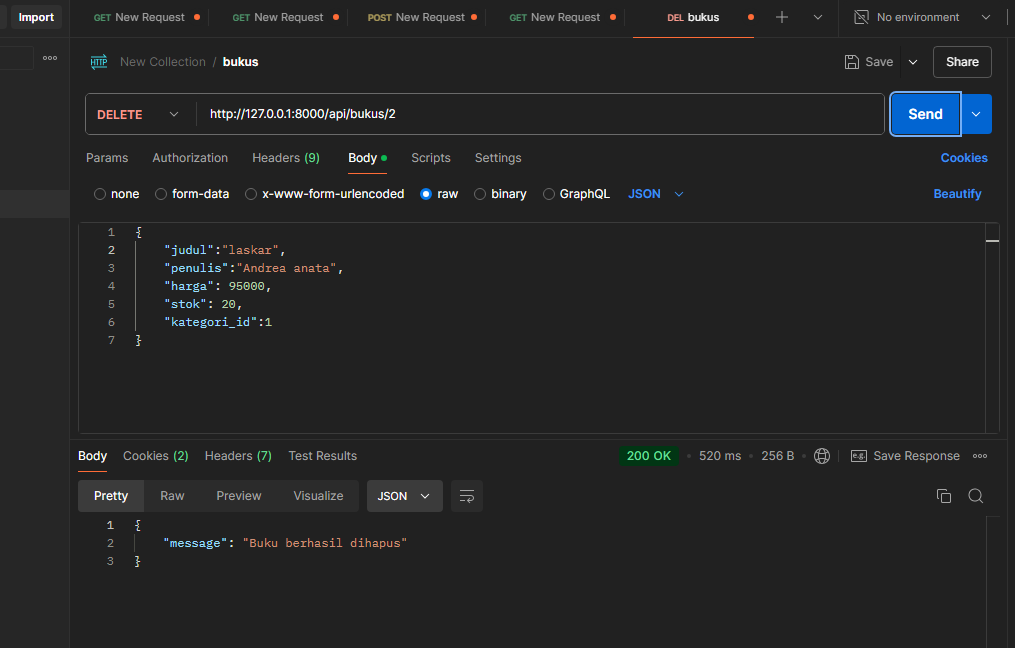 Import GET New Request GET New Request POST New Request GET New Request DEL bukus No environment
HTTP New Collection / bukus Save Share
DELETE http://127.0.0.1:8000/api/bukus/2 Send
Params Authorization Headers (9) Body Scripts Settings Cookies
none form-data x-www-form-urlencoded raw binary GraphQL JSON Beautify
1 {
2 "judul":"laskar",
3 "penulis":"Andrea anata",
4 "harga": 95000,
5 "stok": 20,
6 "kategori_id":1
7 }
Body Cookies (2) Headers (7) Test Results 200 OK 520 ms 256 B e.g. Save Response
Pretty Raw Preview Visualize JSON
1 {
2 "message": "Buku berhasil dihapus"
3 }